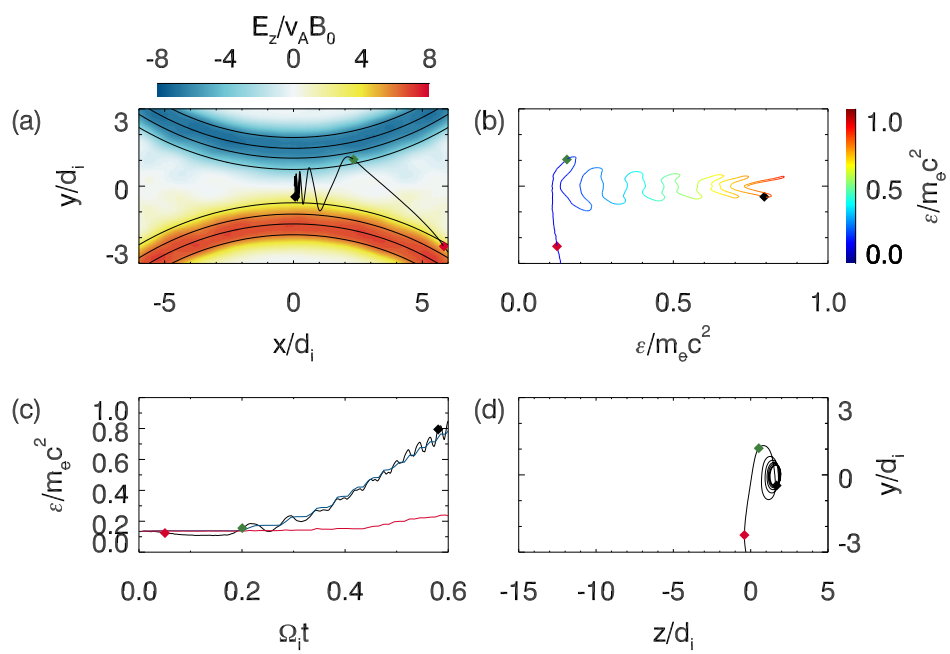 E_z/v_AB_0
-8 -4 0 4 8
(a)
3
0
-3
y/d_i
-5 0 5
x/d_i
(b)
0.0 0.5 1.0
ε/m_ec^2
1.0
0.5
0.0
ε/m_ec^2
(c)
1.0
0.8
0.6
0.4
0.2
0.0
ε/m_ec^2
0.0 0.2 0.4 0.6
Ω_it
(d)
3
0
-3
y/d_i
-15 -10 -5 0 5
z/d_i